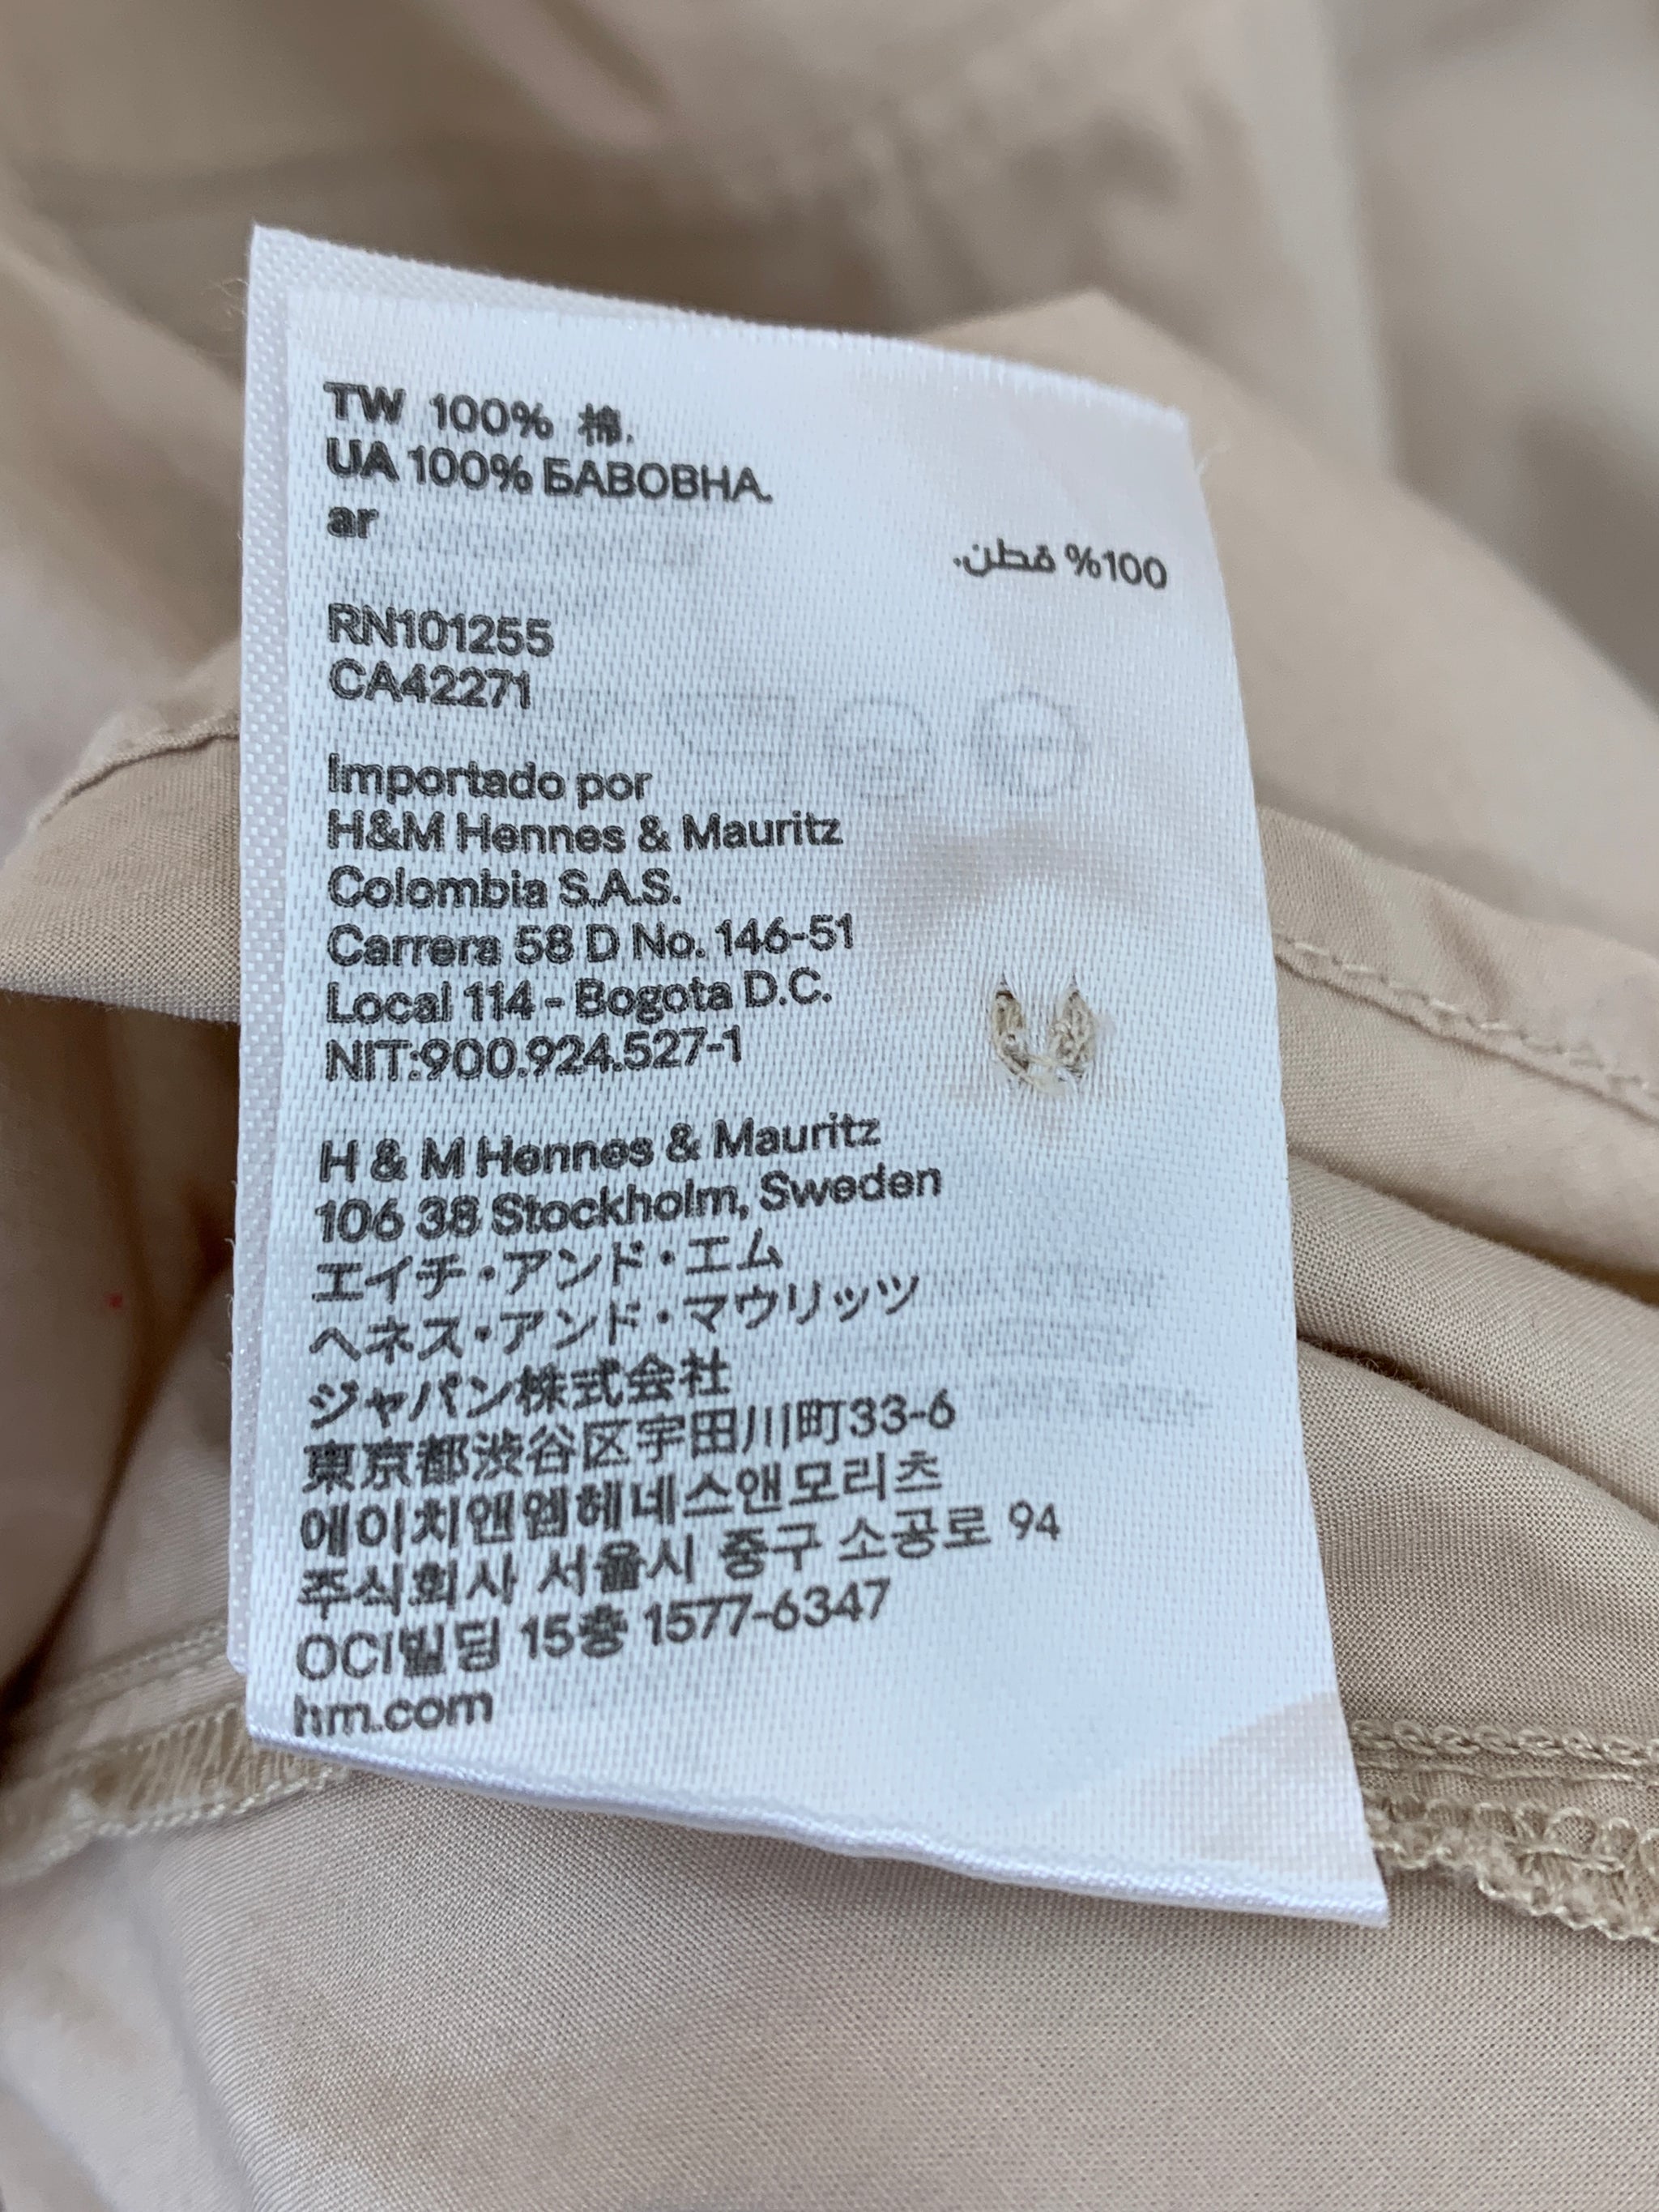 TW 100% 棉.
UA 100% БАВОВНА.
ar
100% قطن.
RN101255
CA42271
Importado por
H&M Hennes & Mauritz
Colombia S.A.S.
Carrera 58 D No. 146-51
Local 114 - Bogota D.C.
NIT:900.924.527-1
H & M Hennes & Mauritz
106 38 Stockholm, Sweden
エイチ・アンド・エム
ヘネス・アンド・マウリッツ
ジャパン株式会社
東京都渋谷区宇田川町33-6
에이치앤엠헤네스앤모리츠
주식회사 서울시 중구 소공로 94
OCI빌딩 15층 1577-6347
hm.com